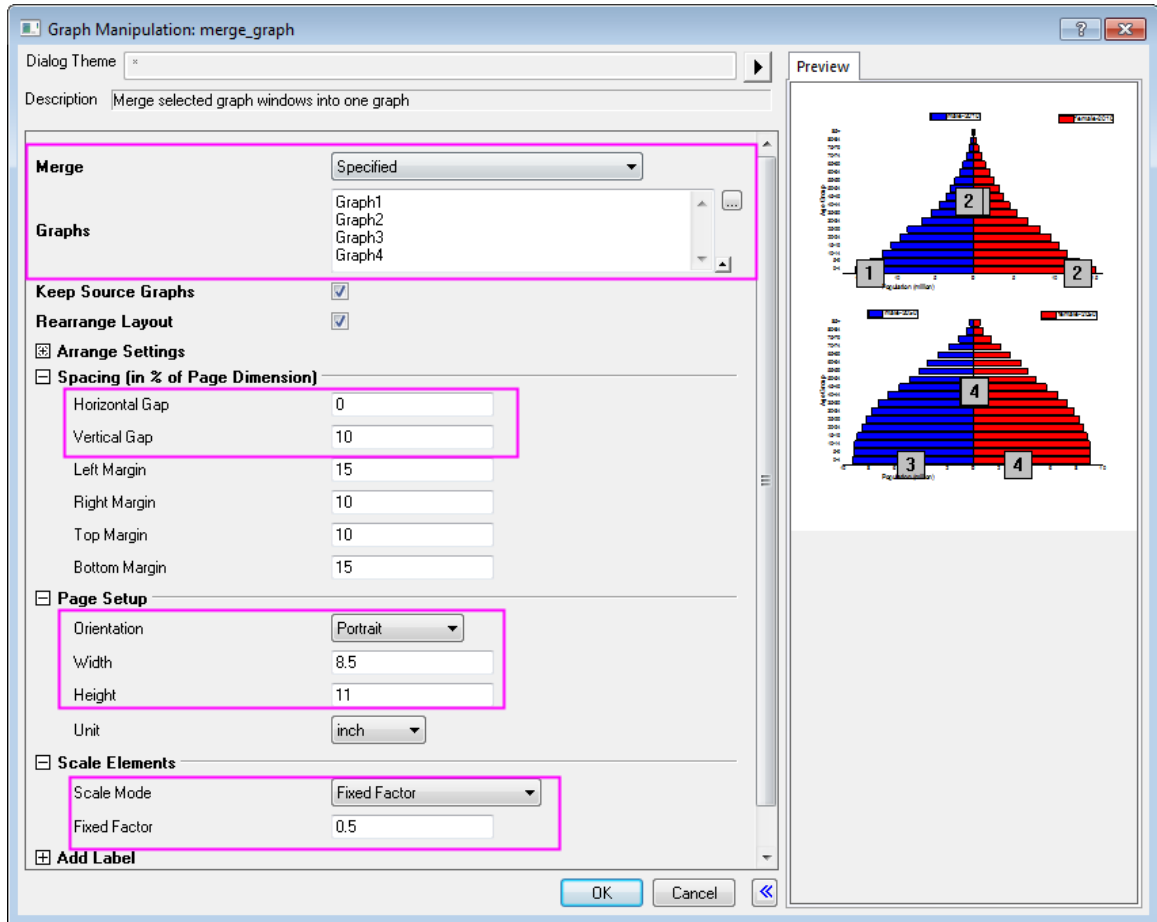 Graph Manipulation: merge_graph
Dialog Theme *
Description Merge selected graph windows into one graph
Merge Specified
Graphs
Graph1
Graph2
Graph3
Graph4
...
Keep Source Graphs
Rearrange Layout
Arrange Settings
Spacing (in % of Page Dimension)
Horizontal Gap 0
Vertical Gap 10
Left Margin 15
Right Margin 10
Top Margin 10
Bottom Margin 15
Page Setup
Orientation Portrait
Width 8.5
Height 11
Unit inch
Scale Elements
Scale Mode Fixed Factor
Fixed Factor 0.5
Add Label
OK Cancel
Preview
2
1 2
Population (million)
4
3 4
Population (million)